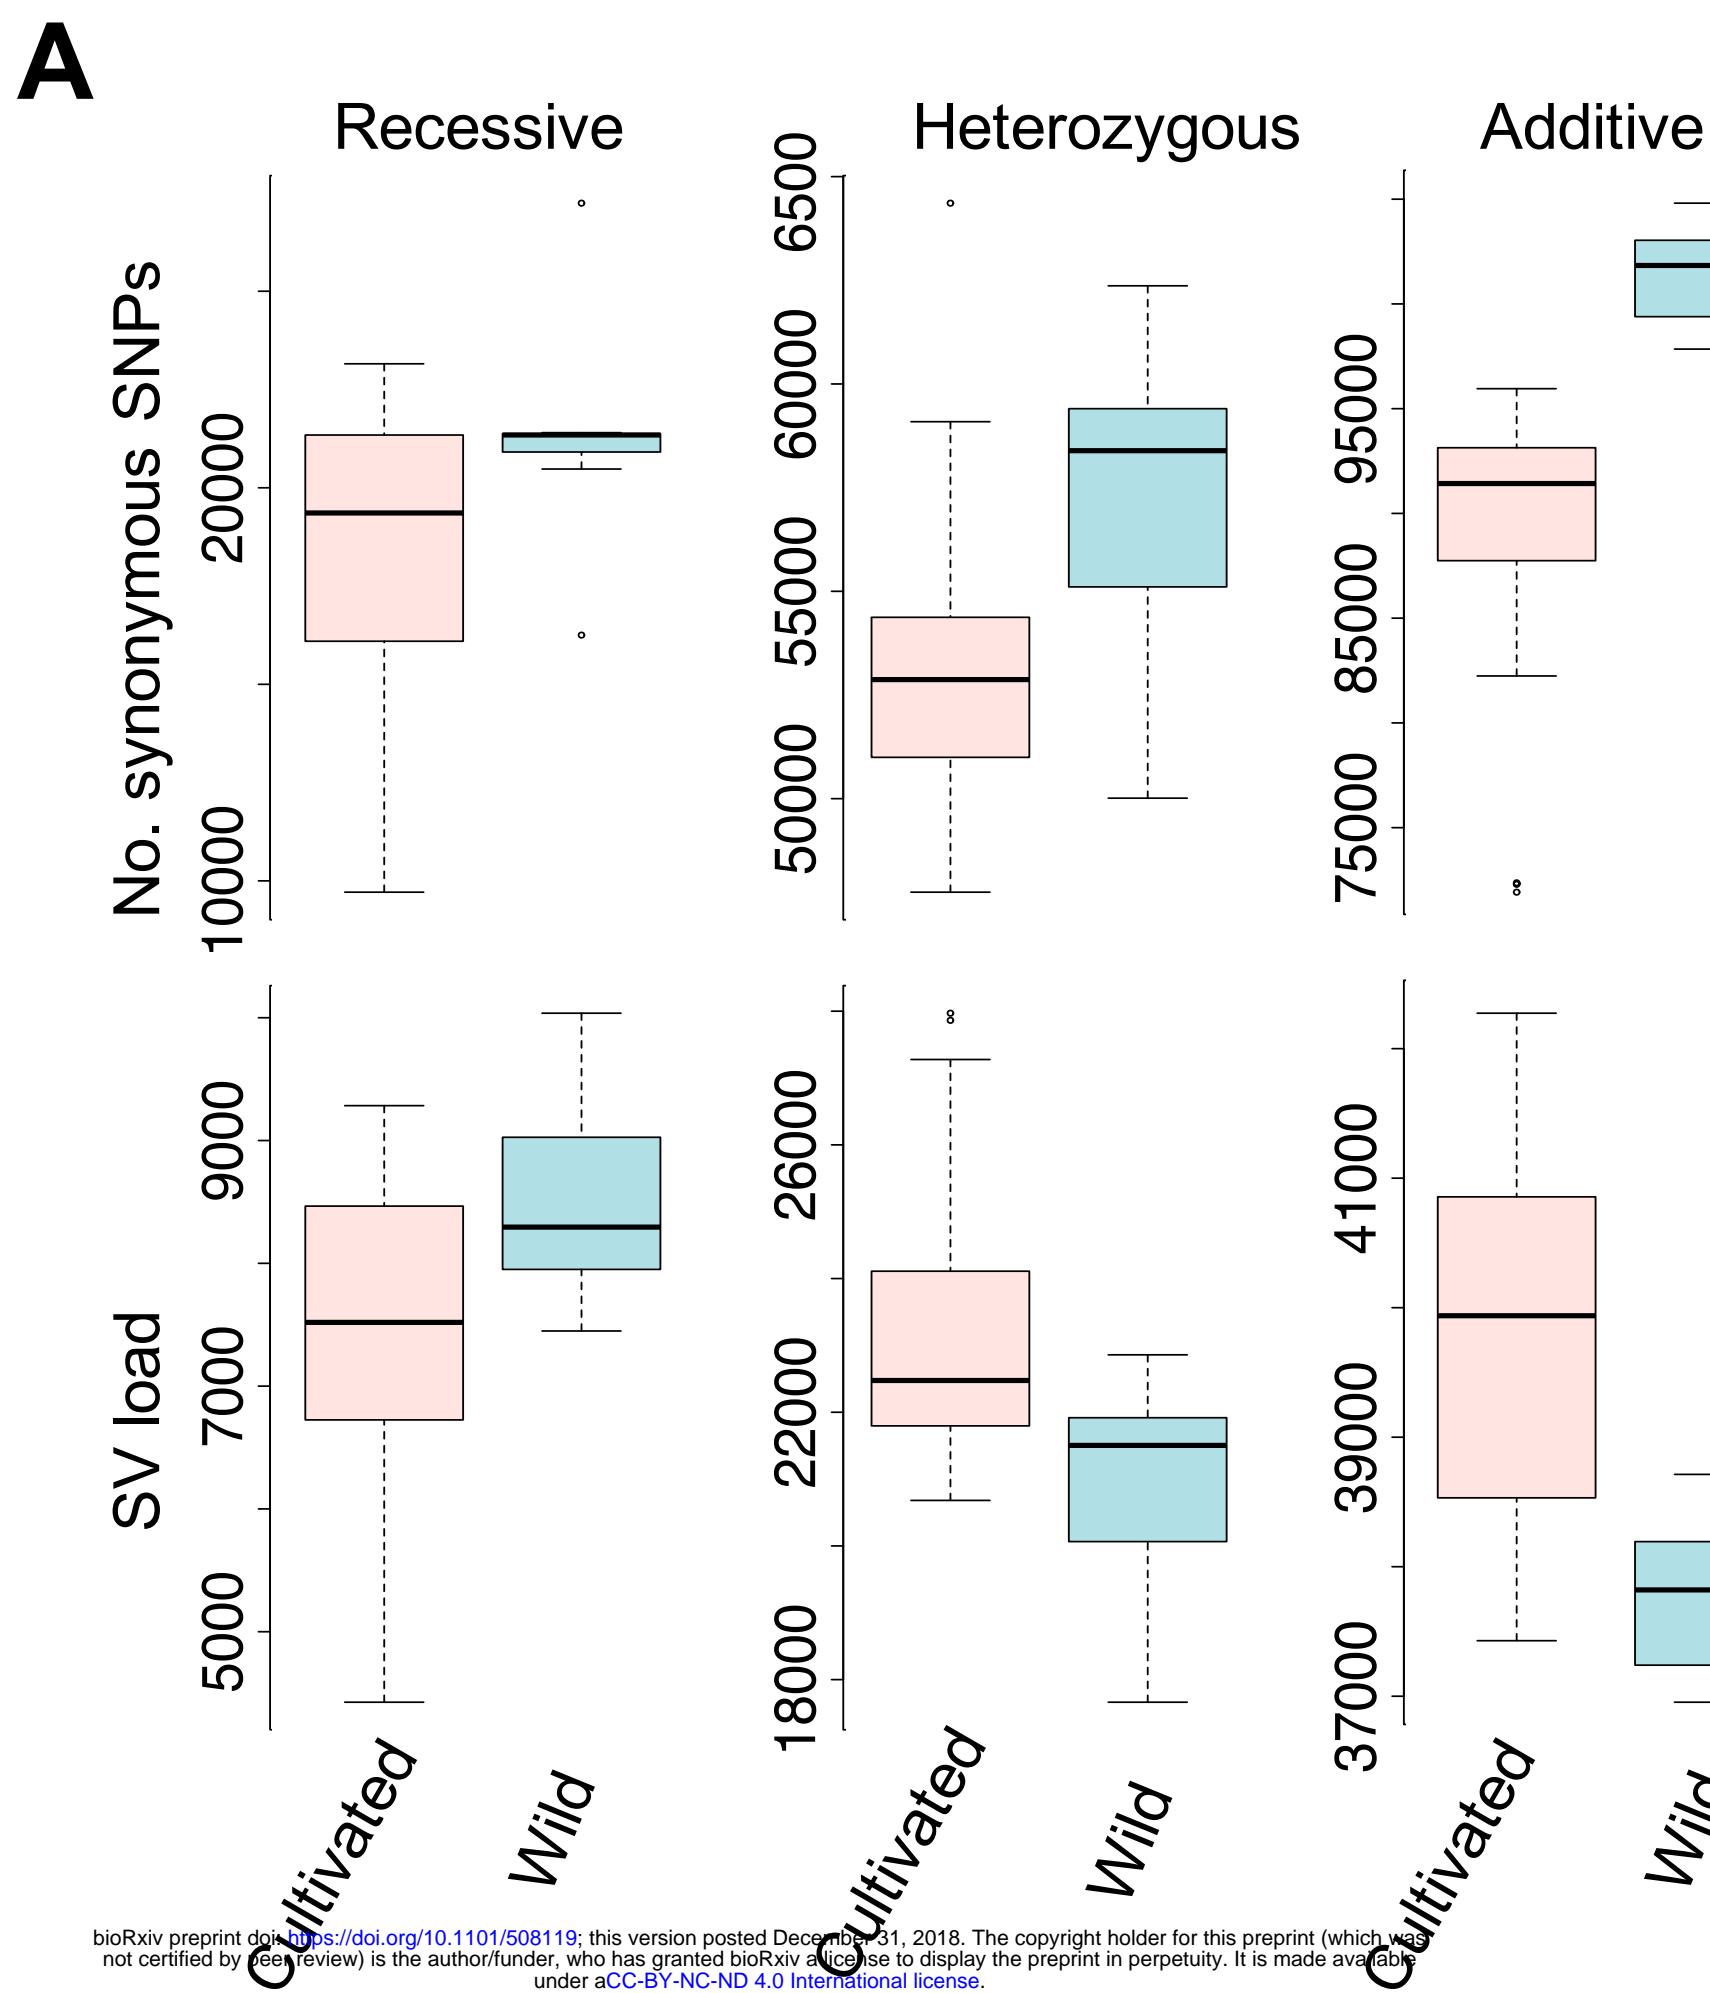 A
Recessive
Heterozygous
Additive
No. synonymous SNPs
10000
20000
50000
55000
60000
6500
75000
85000
95000
SV load
5000
7000
9000
18000
22000
26000
37000
39000
41000
Cultivated
Wild
Cultivated
Wild
Cultivated
Wild
bioRxiv preprint doi: https://doi.org/10.1101/508119; this version posted December 31, 2018. The copyright holder for this preprint (which was
not certified by peer review) is the author/funder, who has granted bioRxiv a license to display the preprint in perpetuity. It is made available
under aCC-BY-NC-ND 4.0 International license.